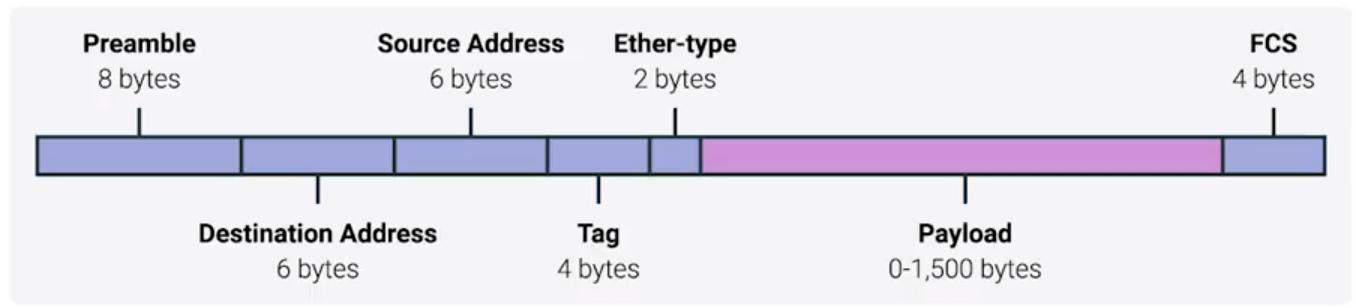 Preamble
8 bytes
Source Address
6 bytes
Ether-type
2 bytes
FCS
4 bytes
Destination Address
6 bytes
Tag
4 bytes
Payload
0-1,500 bytes